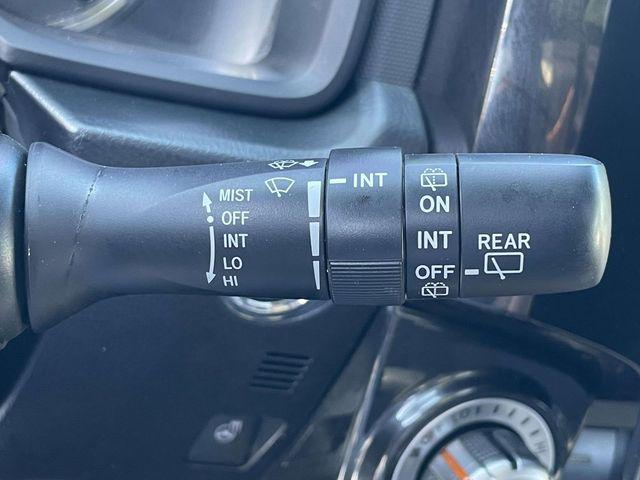 MIST
OFF
INT
LO
HI
INT
ON
INT
OFF
REAR